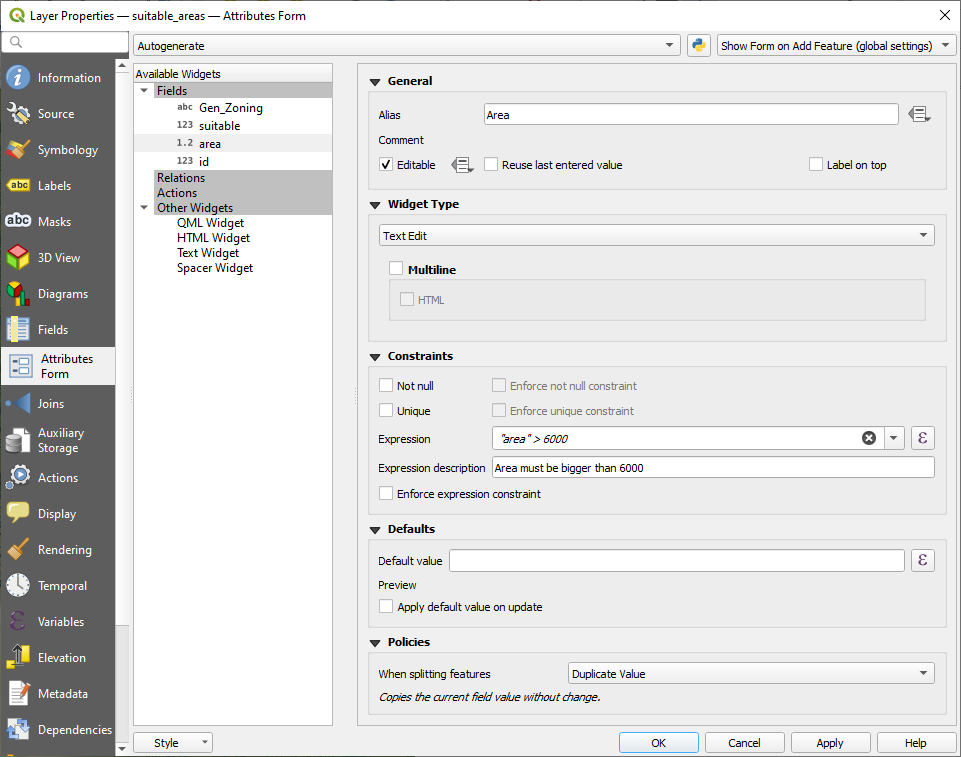 Layer Properties — suitable_areas — Attributes Form
Autogenerate
Show Form on Add Feature (global settings)
Information
Source
Symbology
abc Labels
abc Masks
3D View
Diagrams
Fields
Attributes
Form
Joins
Auxiliary
Storage
Actions
Display
Rendering
Temporal
ε Variables
Elevation
Metadata
Dependencies
Available Widgets
Fields
abc Gen_Zoning
123 suitable
1.2 area
123 id
Relations
Actions
Other Widgets
QML Widget
HTML Widget
Text Widget
Spacer Widget
General
Alias Area
Comment
Editable Reuse last entered value Label on top
Widget Type
Text Edit
Multiline
HTML
Constraints
Not null Enforce not null constraint
Unique Enforce unique constraint
Expression "area" > 6000 ε
Expression description Area must be bigger than 6000
Enforce expression constraint
Defaults
Default value ε
Preview
Apply default value on update
Policies
When splitting features Duplicate Value
Copies the current field value without change.
Style OK Cancel Apply Help